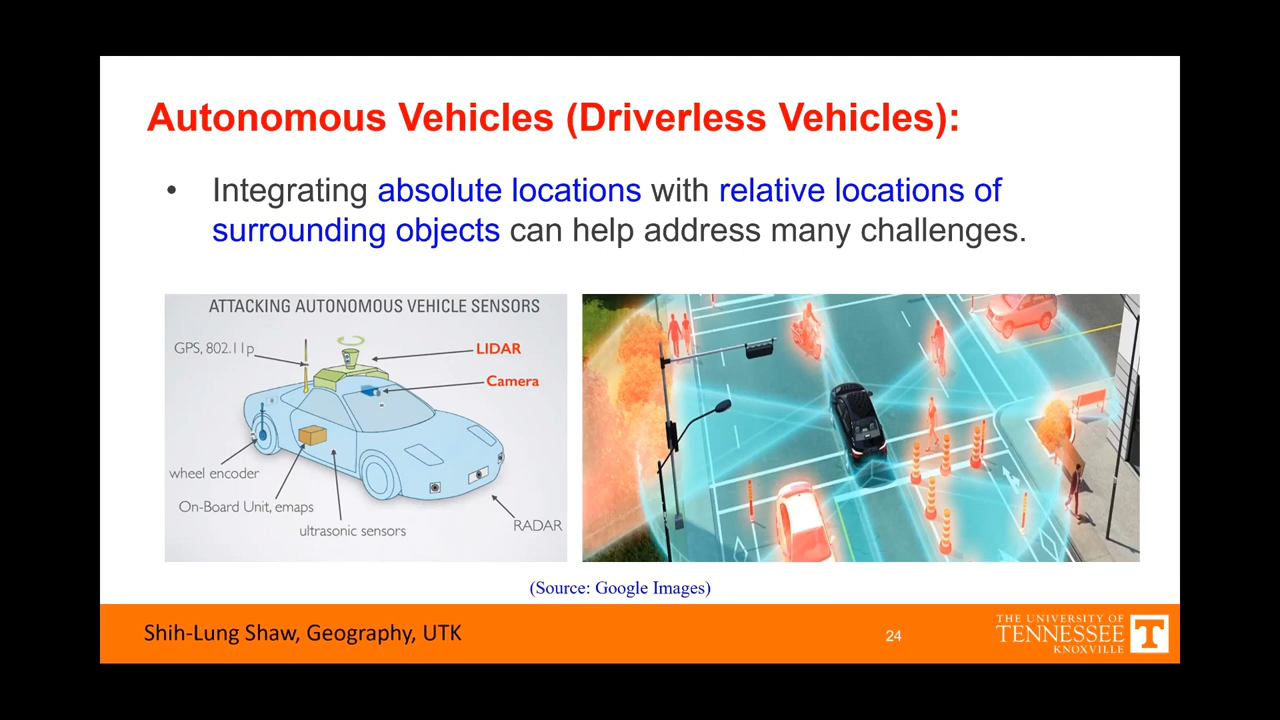 Autonomous Vehicles (Driverless Vehicles):
• Integrating absolute locations with relative locations of
surrounding objects can help address many challenges.
ATTACKING AUTONOMOUS VEHICLE SENSORS
GPS, 802.11p
LIDAR
Camera
wheel encoder
On-Board Unit, emaps
ultrasonic sensors
RADAR
(Source: Google Images)
Shih-Lung Shaw, Geography, UTK
24
THE UNIVERSITY OF
TENNESSEE
KNOXVILLE
T